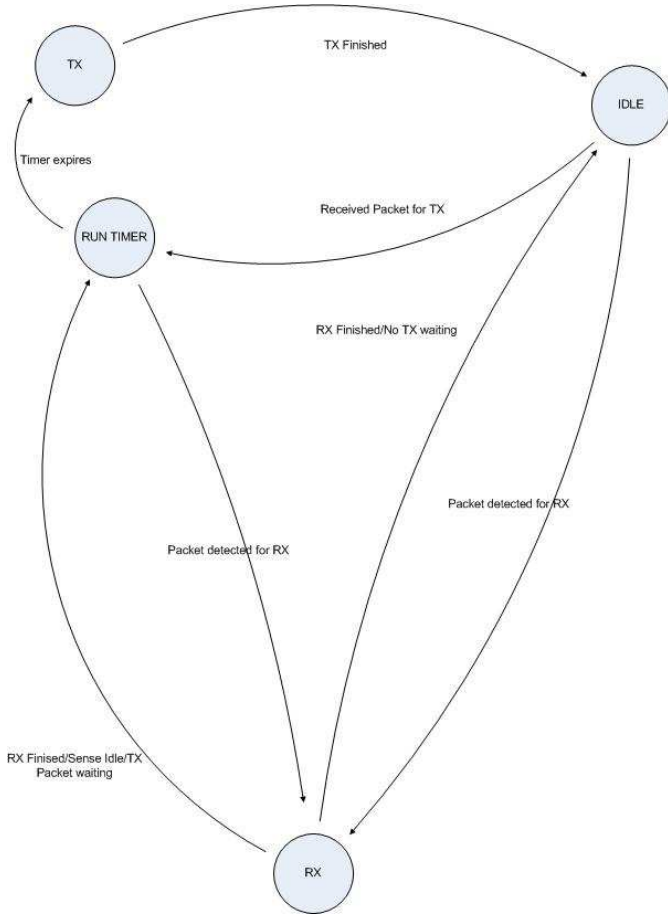 TX Finished
TX
IDLE
Timer expires
Received Packet for TX
RUN TIMER
RX Finished/No TX waiting
Packet detected for RX
Packet detected for RX
RX Finised/Sense Idle/TX
Packet waiting
RX